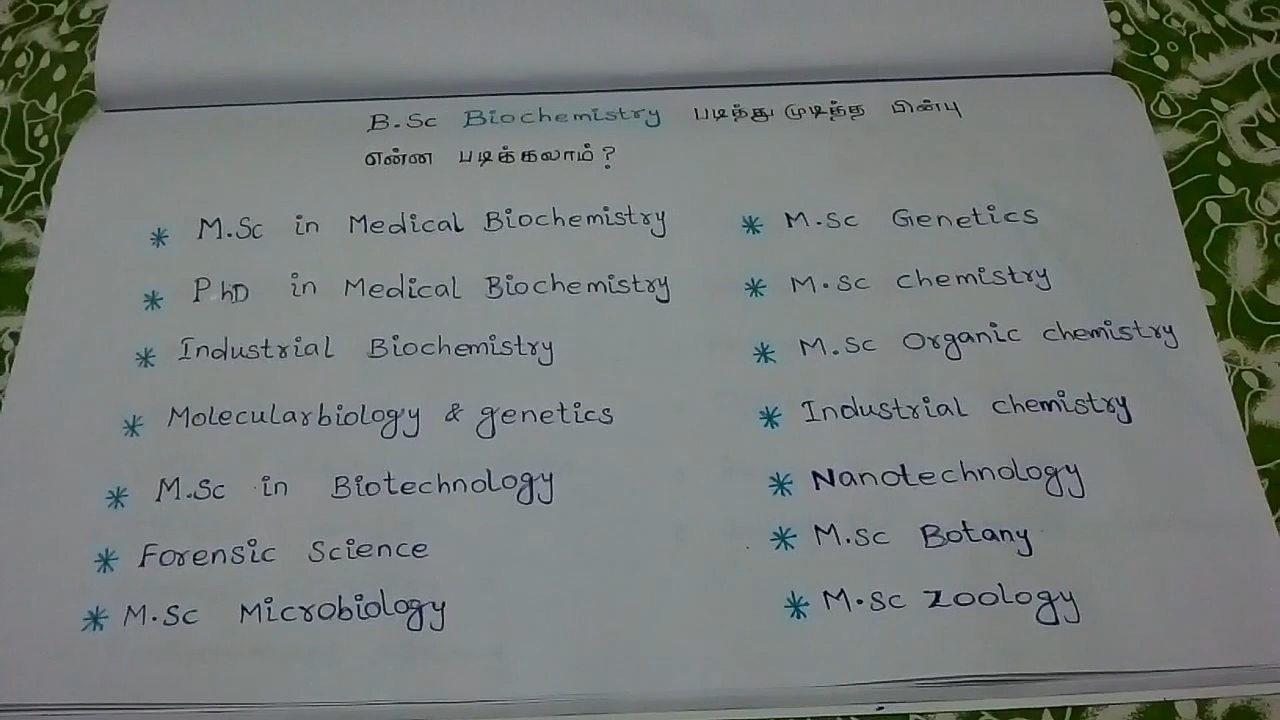 B.Sc Biochemistry படித்து முடித்த பின்பு
என்ன படிக்கலாம்?
* M.Sc in Medical Biochemistry
* PhD in Medical Biochemistry
* Industrial Biochemistry
* Molecularbiology & genetics
* M.Sc in Biotechnology
* Forensic Science
* M.Sc Microbiology
* M.Sc Genetics
* M.Sc chemistry
* M.Sc Organic chemistry
* Industrial chemistry
* Nanotechnology
* M.Sc Botany
* M.Sc Zoology